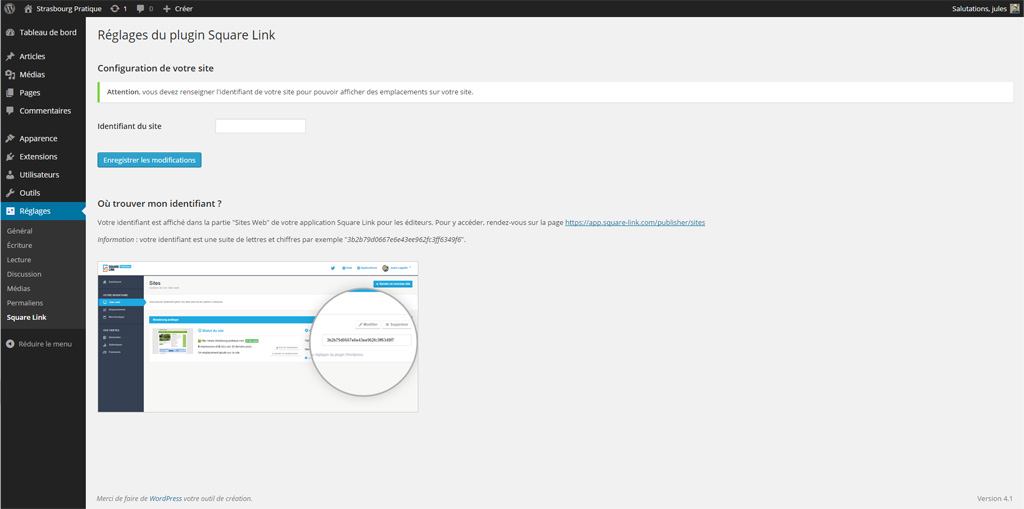 Strasbourg Pratique
1
0
Créer
Salutations, jules
Tableau de bord
Articles
Médias
Pages
Commentaires
Apparence
Extensions
Utilisateurs
Outils
Réglages
Général
Écriture
Lecture
Discussion
Médias
Permaliens
Square Link
Réduire le menu
Réglages du plugin Square Link
Configuration de votre site
Attention. vous devez renseigner l'identifiant de votre site pour pouvoir afficher des emplacements sur votre site.
Identifiant du site
Enregistrer les modifications
Où trouver mon identifiant ?
Votre identifiant est affiché dans la partie "Sites Web" de votre application Square Link pour les éditeurs. Pour y accéder, rendez-vous sur la page https://app.square-link.com/publisher/sites
Information : votre identifiant est une suite de lettres et chiffres par exemple "3b2b79d0667e6e43ee962fc3ff6349f6".
SQUARE
LINK
Sites
Modifier
Supprimer
Merci de faire de WordPress votre outil de création.
Version 4.1